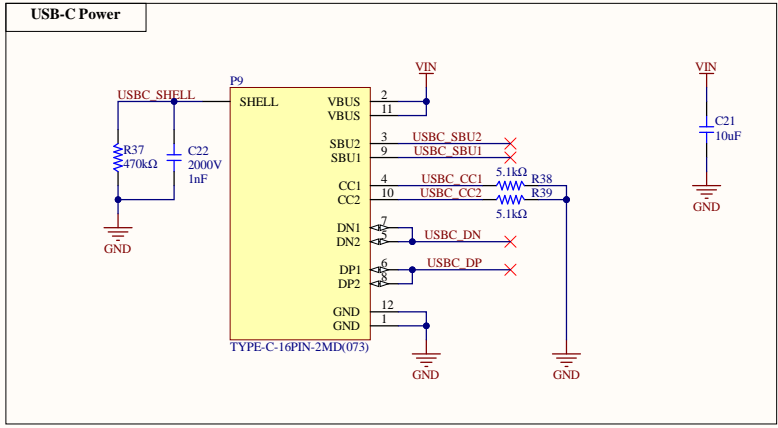 USB-C Power
P9
VIN
VIN
USBC_SHELL
SHELL
VBUS 2
VBUS 11
C21
10uF
SBU2 3 USBC_SBU2
SBU1 9 USBC_SBU1
R37
470kΩ
C22
2000V
1nF
5.1kΩ
CC1 4 USBC_CC1 R38
CC2 10 USBC_CC2 R39
5.1kΩ
GND
DN1 7
DN2 5 USBC_DN
GND
DP1 6 USBC_DP
DP2 8
GND 12
GND 1
TYPE-C-16PIN-2MD(073)
GND
GND